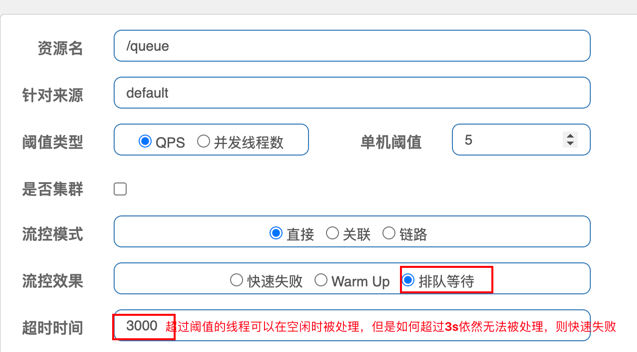 资源名 /queue
针对来源 default
阈值类型 QPS 并发线程数 单机阈值 5
是否集群
流控模式 直接 关联 链路
流控效果 快速失败 Warm Up 排队等待
超时时间 3000 超过阈值的线程可以在空闲时被处理，但是如何超过3s依然无法被处理，则快速失败